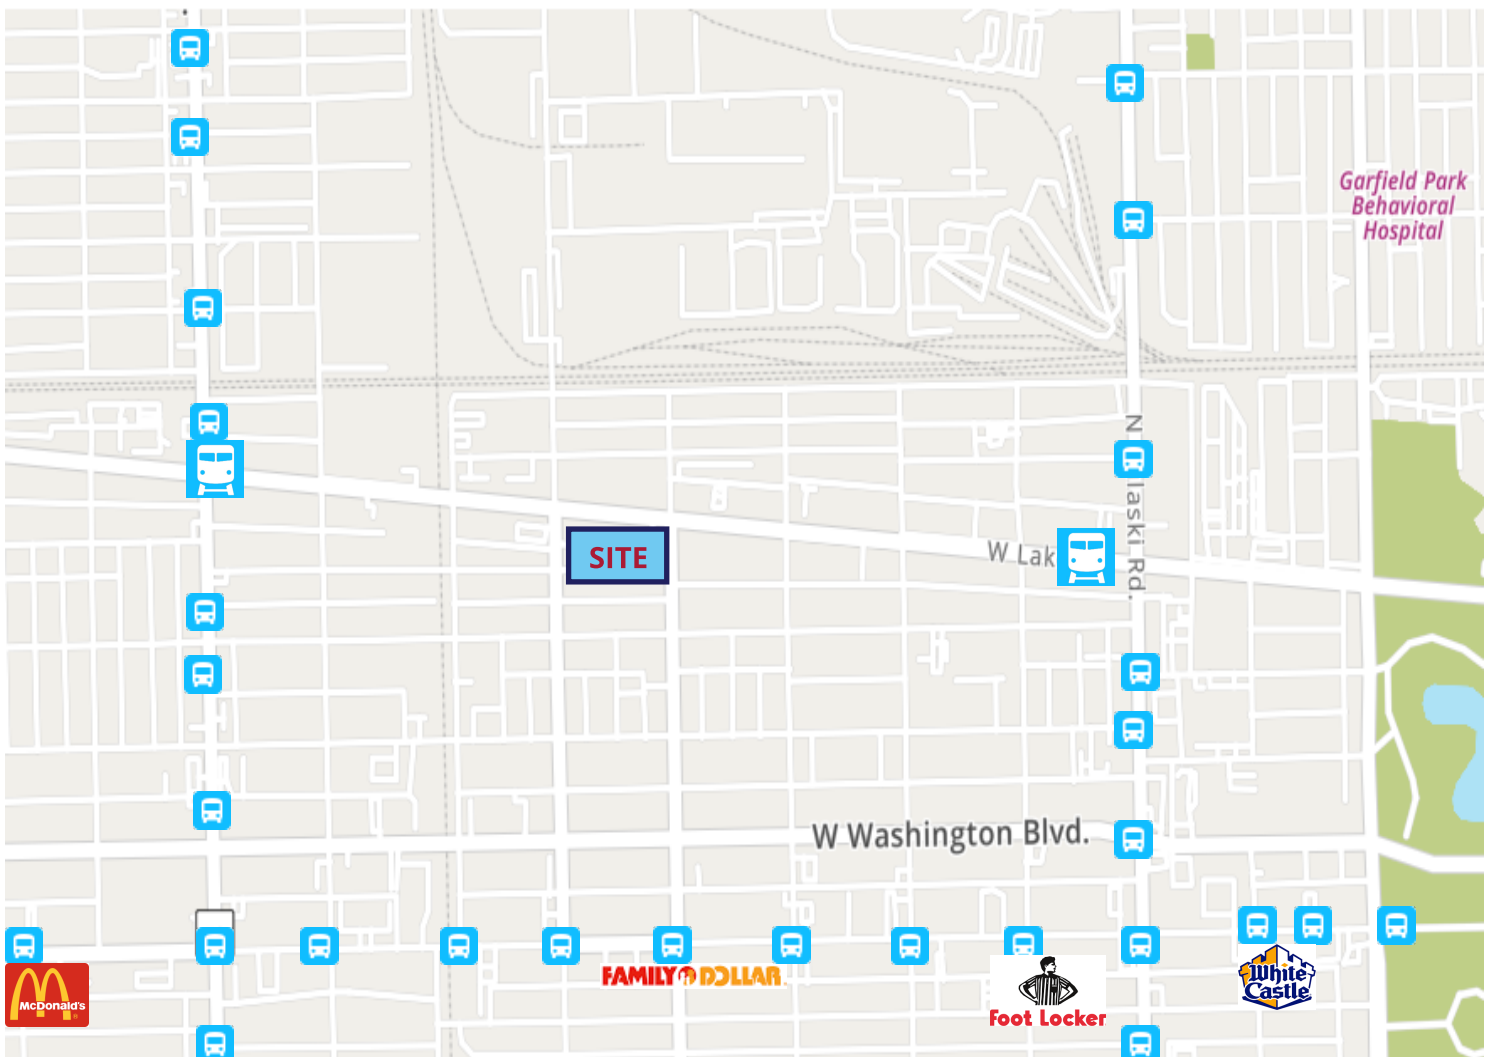 Garfield Park
Behavioral
Hospital
N
laski Rd.
SITE
W Lak
W Washington Blvd.
McDonald's
FAMILY DOLLAR
Foot Locker
White
Castle